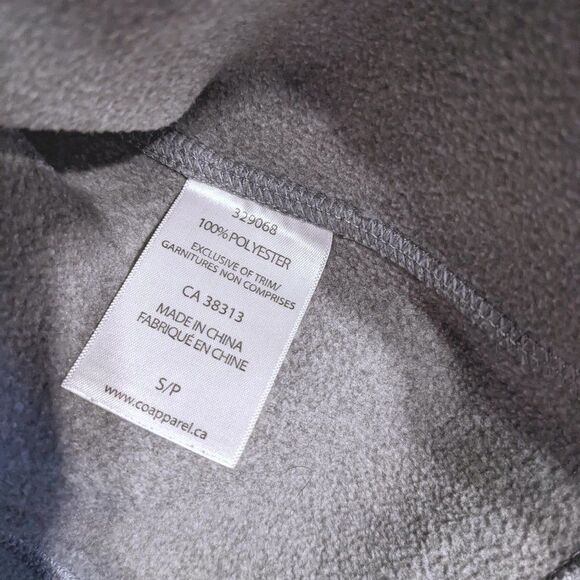 329068
100% POLYESTER
EXCLUSIVE OF TRIM/
GARNITURES NON COMPRISES
CA 38313
MADE IN CHINA
FABRIQUÉ EN CHINE
S/P
www.coapparel.ca